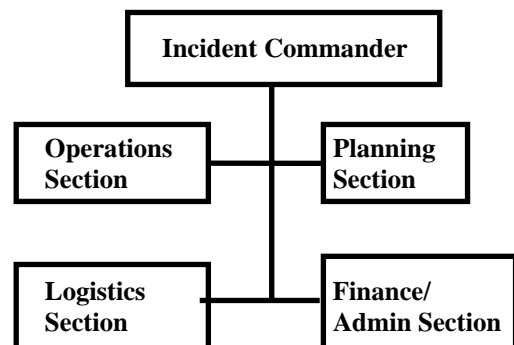 Incident Commander
Operations
Section
Planning
Section
Logistics
Section
Finance/
Admin Section